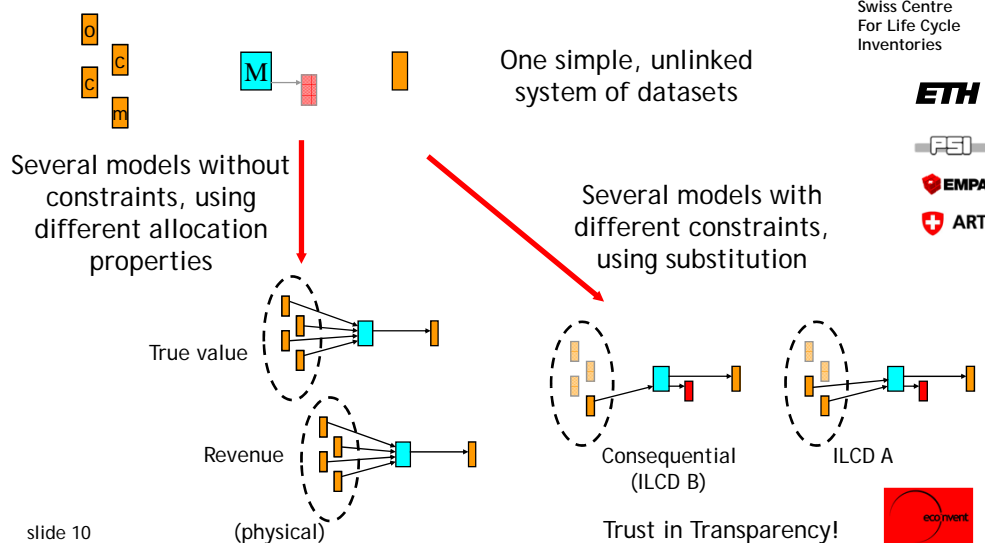 Swiss Centre
For Life Cycle
Inventories
o
c
c
m
M
One simple, unlinked
system of datasets
ETH
PSI
EMPA
ART
Several models without
constraints, using
different allocation
properties
Several models with
different constraints,
using substitution
True value
Revenue
(physical)
Consequential
(ILCD B)
ILCD A
Trust in Transparency!
slide 10
ecoinvent